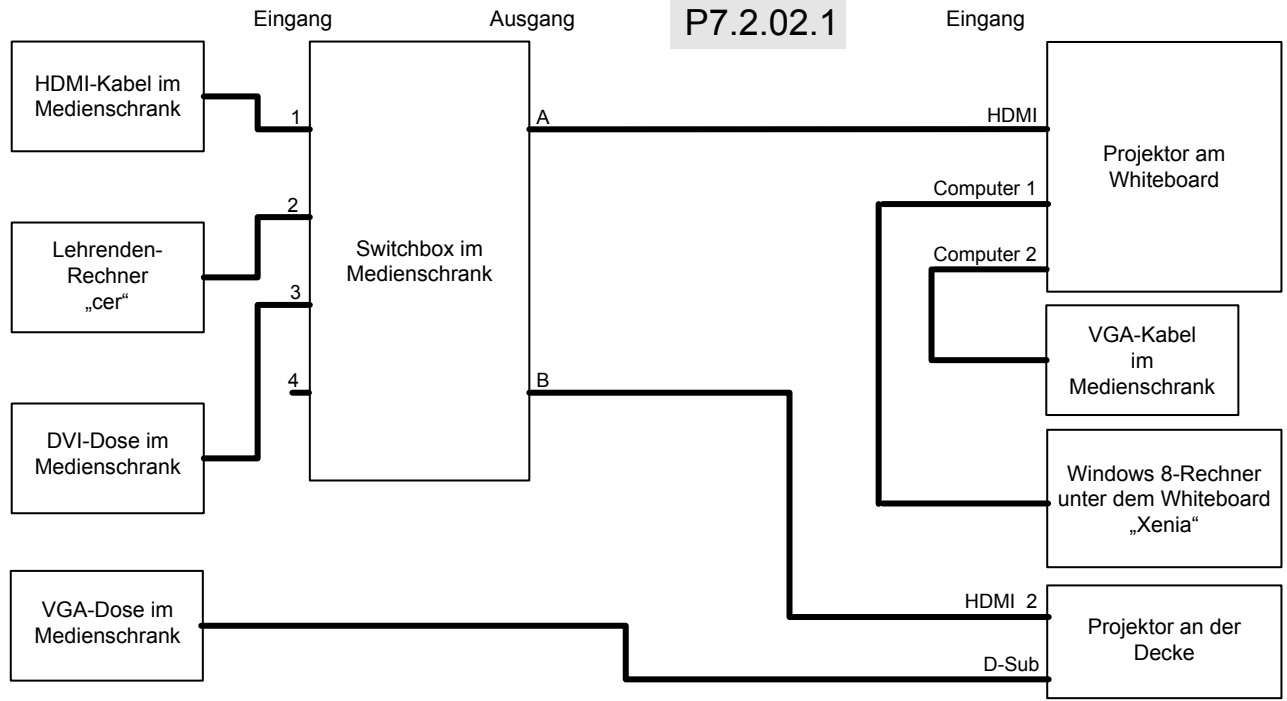 Eingang
Ausgang
P7.2.02.1
Eingang
HDMI-Kabel im
Medienschrank
Lehrenden-
Rechner
„cer“
DVI-Dose im
Medienschrank
VGA-Dose im
Medienschrank
1
2
3
4
Switchbox im
Medienschrank
A
B
HDMI
Computer 1
Computer 2
Projektor am
Whiteboard
VGA-Kabel
im
Medienschrank
Windows 8-Rechner
unter dem Whiteboard
„Xenia“
HDMI 2
D-Sub
Projektor an der
Decke